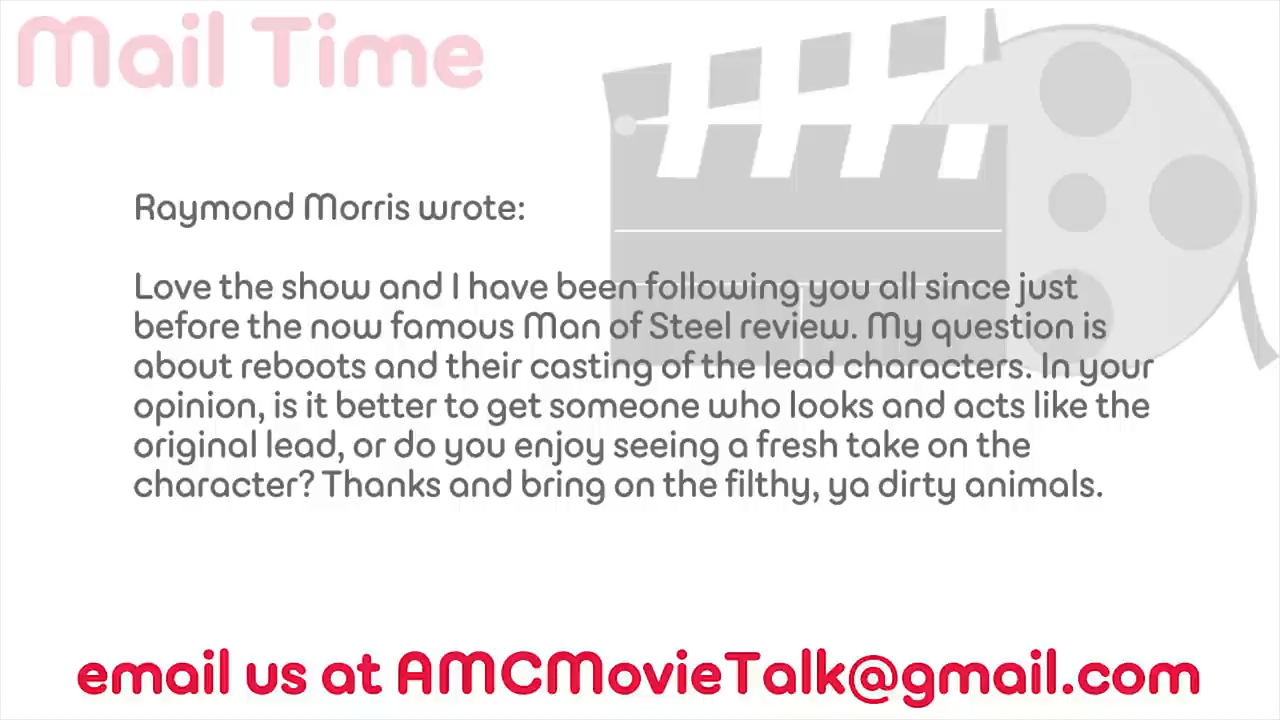 Mail Time
Raymond Morris wrote:
Love the show and I have been following you all since just
before the now famous Man of Steel review. My question is
about reboots and their casting of the lead characters. In your
opinion, is it better to get someone who looks and acts like the
original lead, or do you enjoy seeing a fresh take on the
character? Thanks and bring on the filthy, ya dirty animals.
email us at AMCMovieTalk@gmail.com